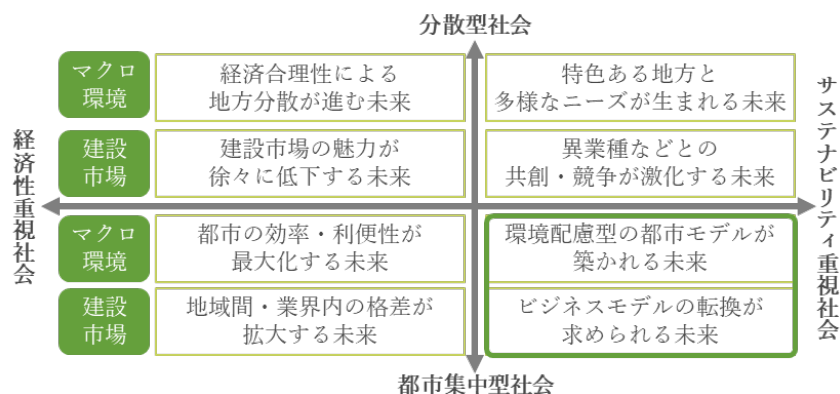 分散型社会
マクロ
環境
経済合理性による
地方分散が進む未来
特色ある地方と
多様なニーズが生まれる未来
建設
市場
建設市場の魅力が
徐々に低下する未来
異業種などとの
共創・競争が激化する未来
経済性重視社会
サステナビリティ重視社会
マクロ
環境
都市の効率・利便性が
最大化する未来
環境配慮型の都市モデルが
築かれる未来
建設
市場
地域間・業界内の格差が
拡大する未来
ビジネスモデルの転換が
求められる未来
都市集中型社会